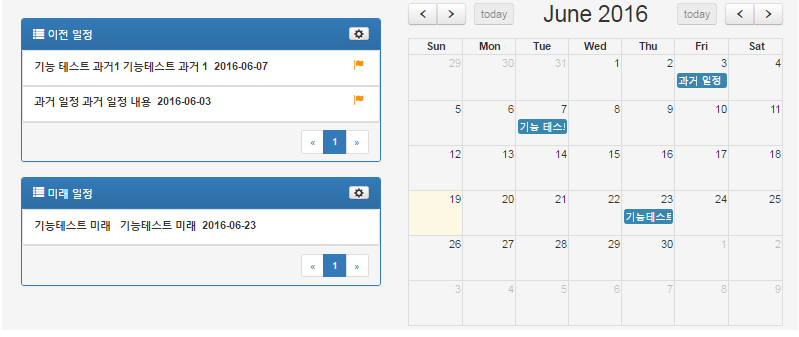 이전 일정
기능 테스트 과거1 기능테스트 과거 1 2016-06-07
과거 일정 과거 일정 내용 2016-06-03
« 1 »
미래 일정
기능테스트 미래 기능테스트 미래 2016-06-23
« 1 »
today June 2016 today
Sun Mon Tue Wed Thu Fri Sat
29 30 31 1 2 3 4
과거 일정
5 6 7 8 9 10 11
기능 테스
12 13 14 15 16 17 18
19 20 21 22 23 24 25
기능테스트
26 27 28 29 30 1 2
3 4 5 6 7 8 9